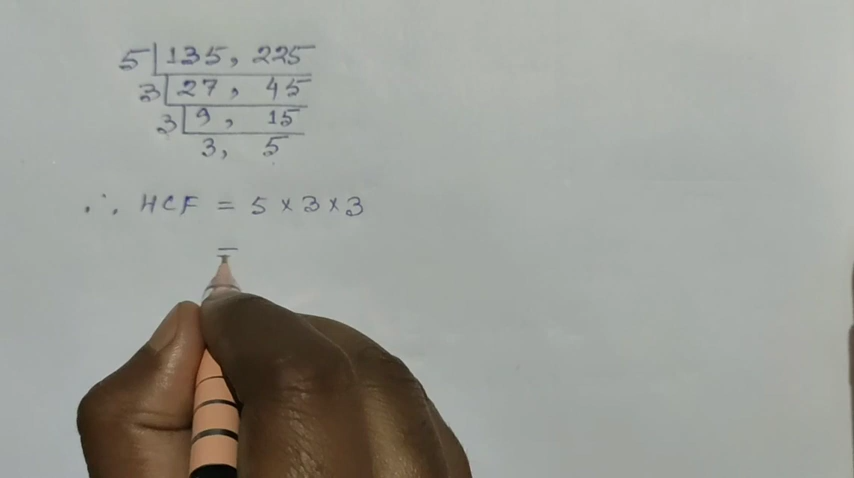 5 | 135, 225
3 | 27, 45
3 | 9, 15
3, 5
∴ HCF = 5 × 3 × 3
=